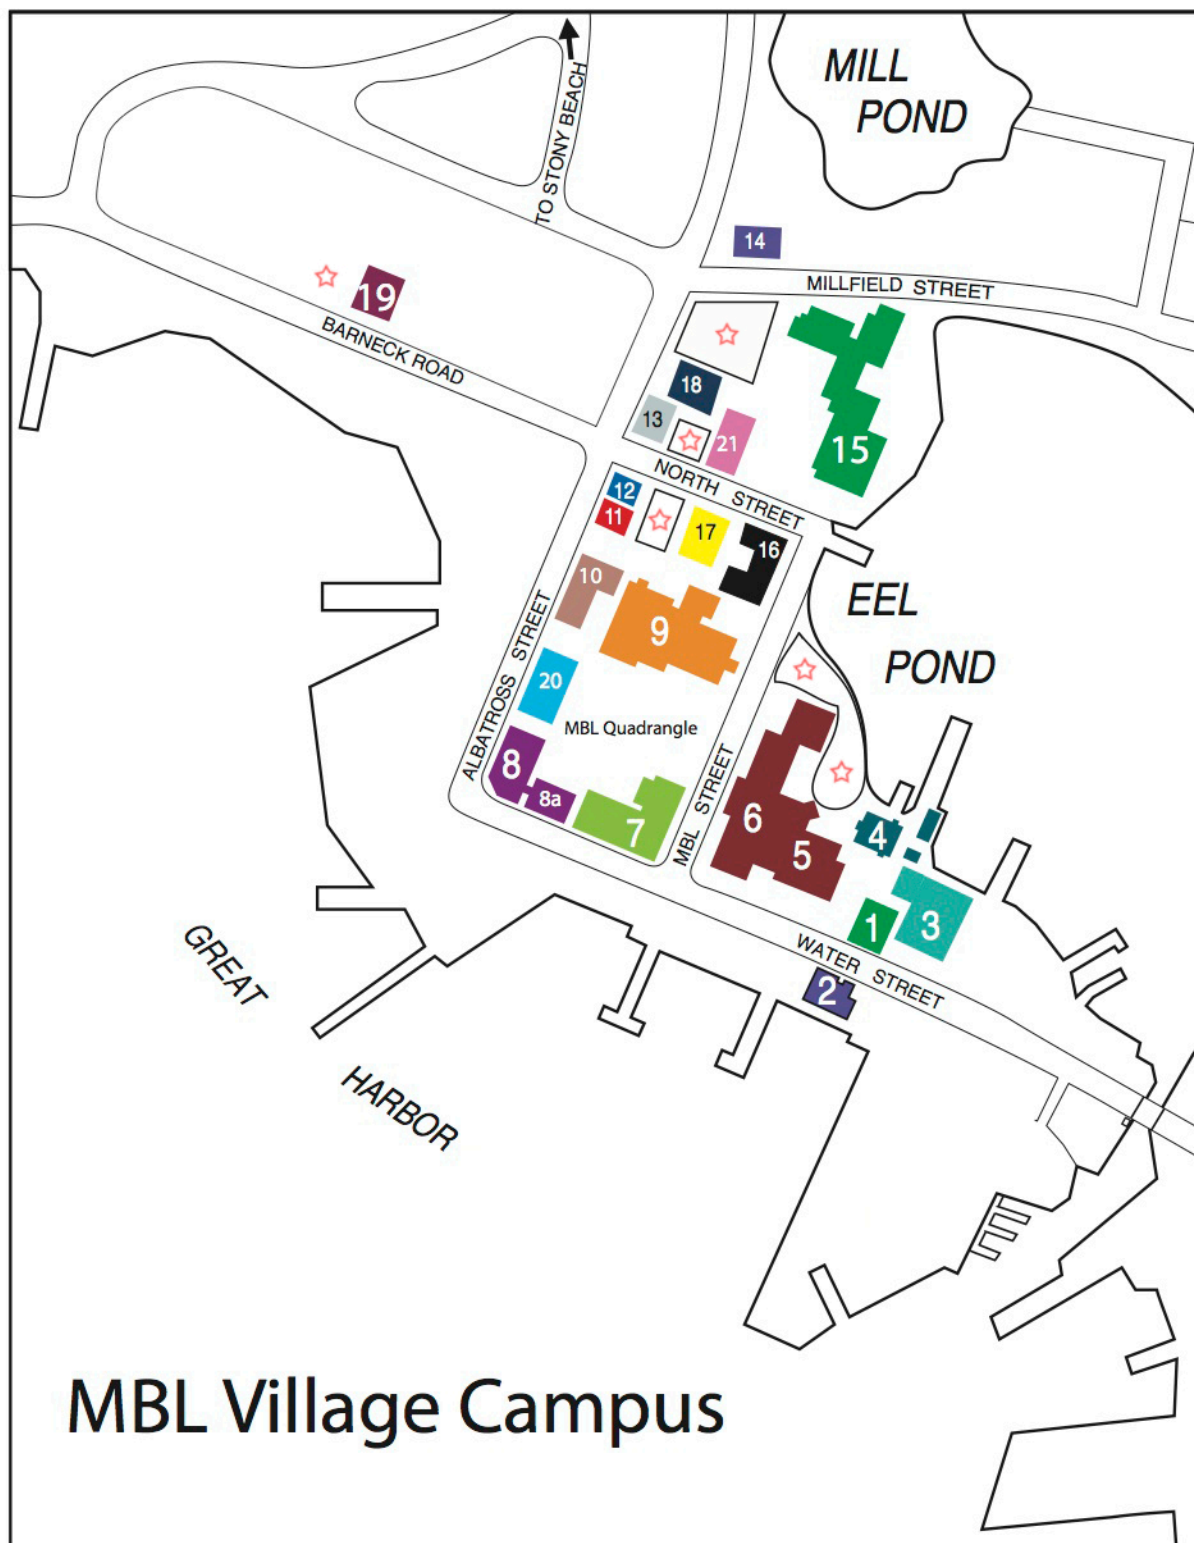 MILL
POND
TO STONY BEACH
14
MILLFIELD STREET
19
BARNECK ROAD
18
13
21
15
NORTH STREET
12
11
17
16
10
EEL
POND
9
ALBATROSS STREET
20
MBL Quadrangle
8
8a
7
MBL STREET
6
5
4
1
3
WATER STREET
2
GREAT
HARBOR
MBL Village Campus